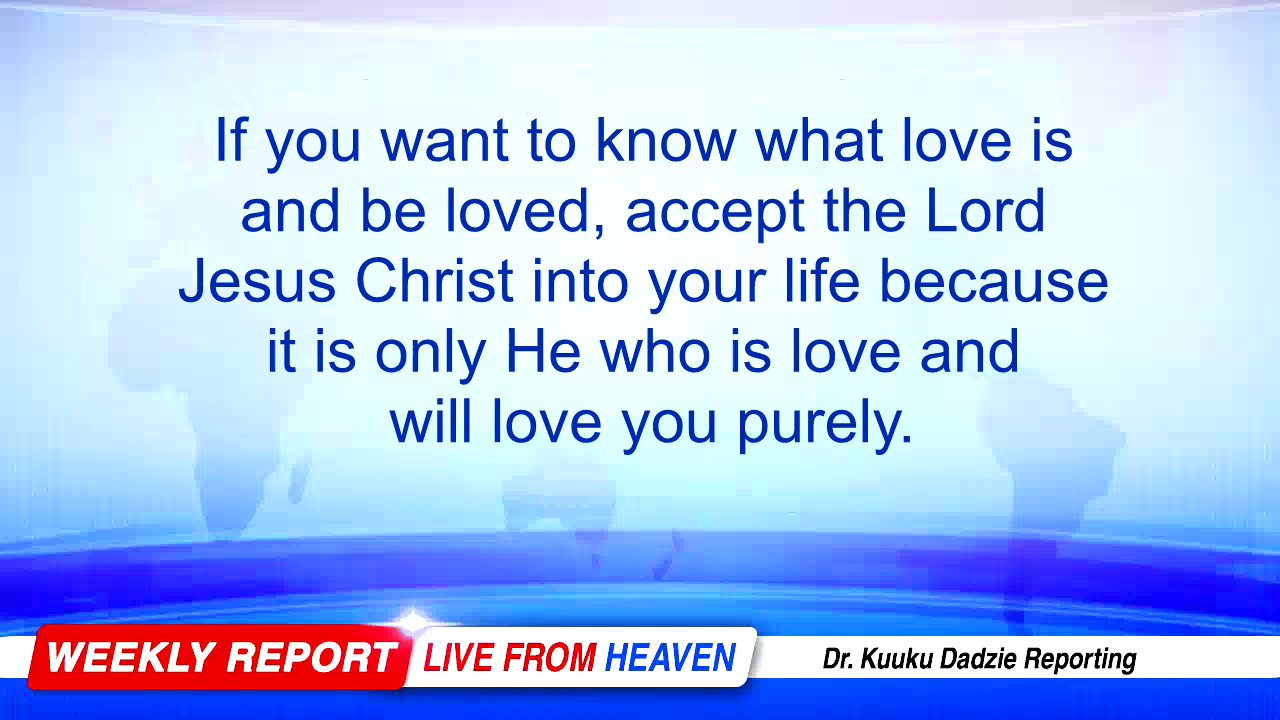 If you want to know what love is
and be loved, accept the Lord
Jesus Christ into your life because
it is only He who is love and
will love you purely.
WEEKLY REPORT LIVE FROM HEAVEN Dr. Kuuku Dadzie Reporting